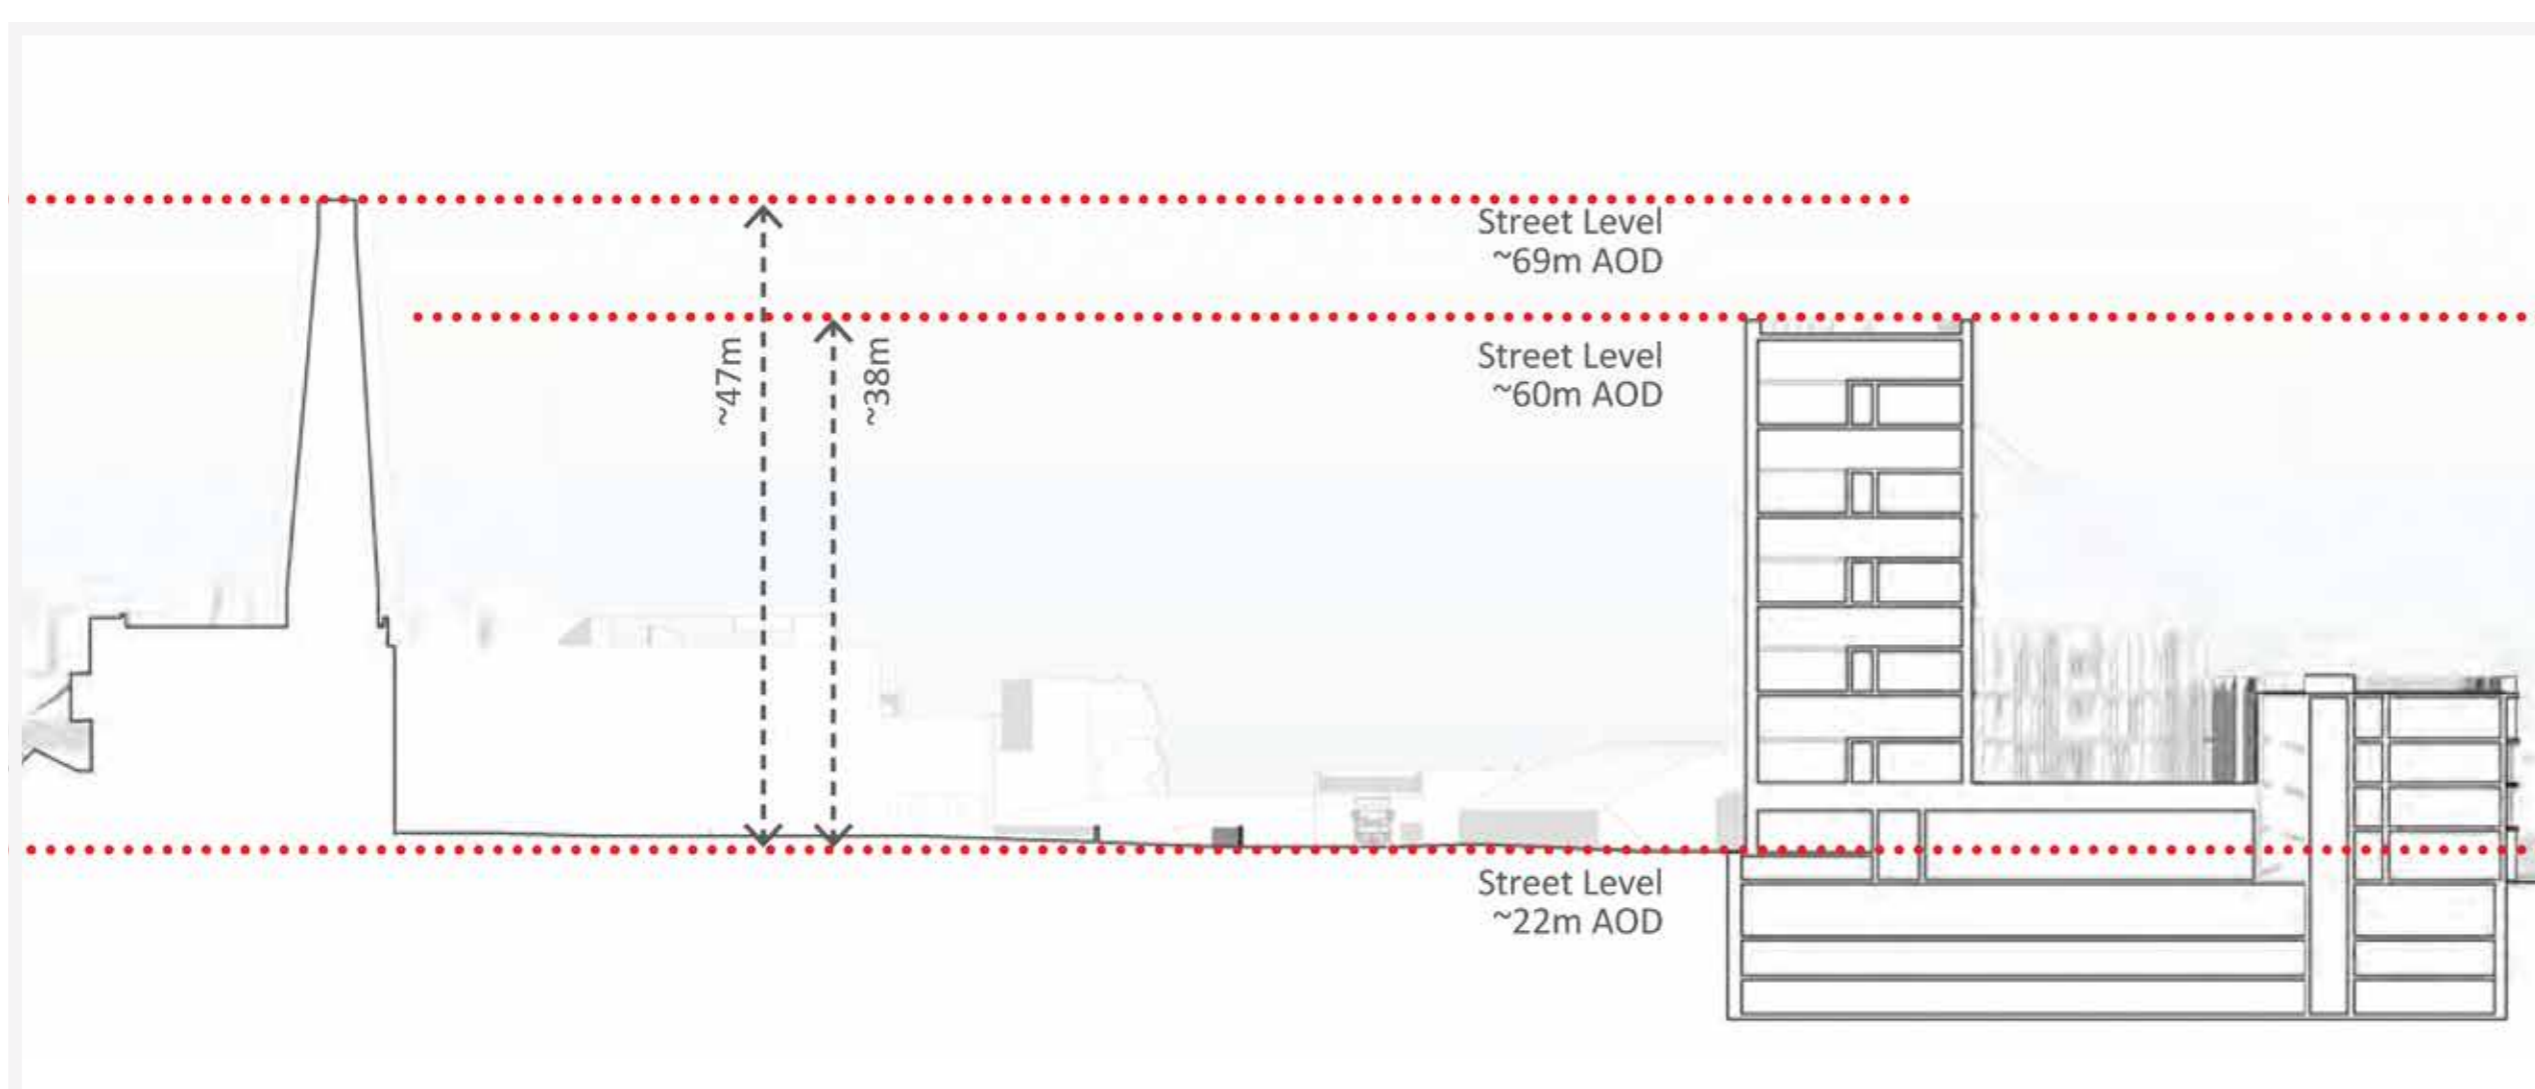 Street Level
~69m AOD
~47m
~38m
Street Level
~60m AOD
Street Level
~22m AOD